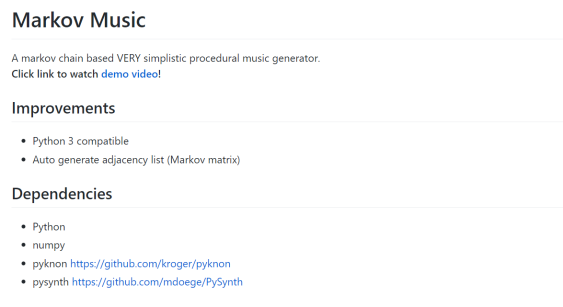 Markov Music
A markov chain based VERY simplistic procedural music generator.
Click link to watch demo video!
Improvements
Python 3 compatible
Auto generate adjacency list (Markov matrix)
Dependencies
Python
numpy
pyknon https://github.com/kroger/pyknon
pysynth https://github.com/mdoege/PySynth